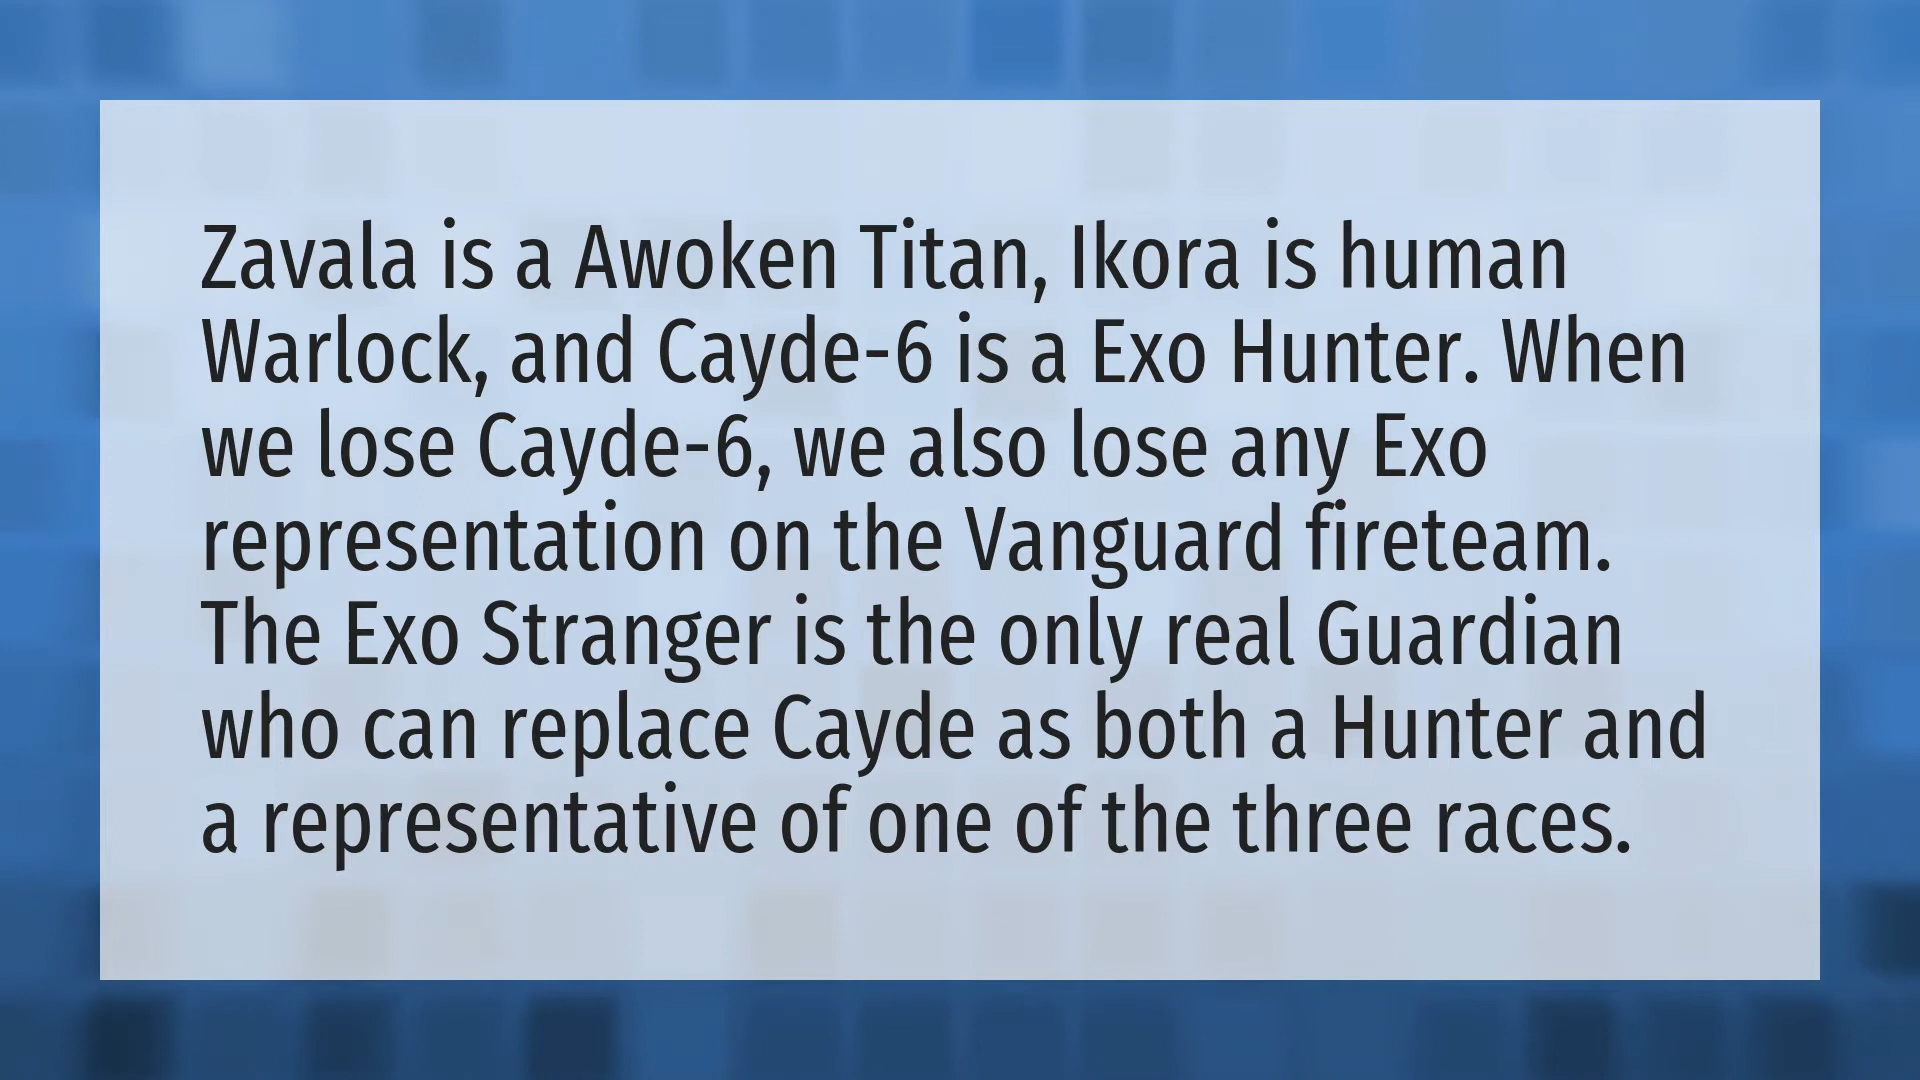 Zavala is a Awoken Titan, Ikora is human
Warlock, and Cayde-6 is a Exo Hunter. When
we lose Cayde-6, we also lose any Exo
representation on the Vanguard fireteam.
The Exo Stranger is the only real Guardian
who can replace Cayde as both a Hunter and
a representative of one of the three races.